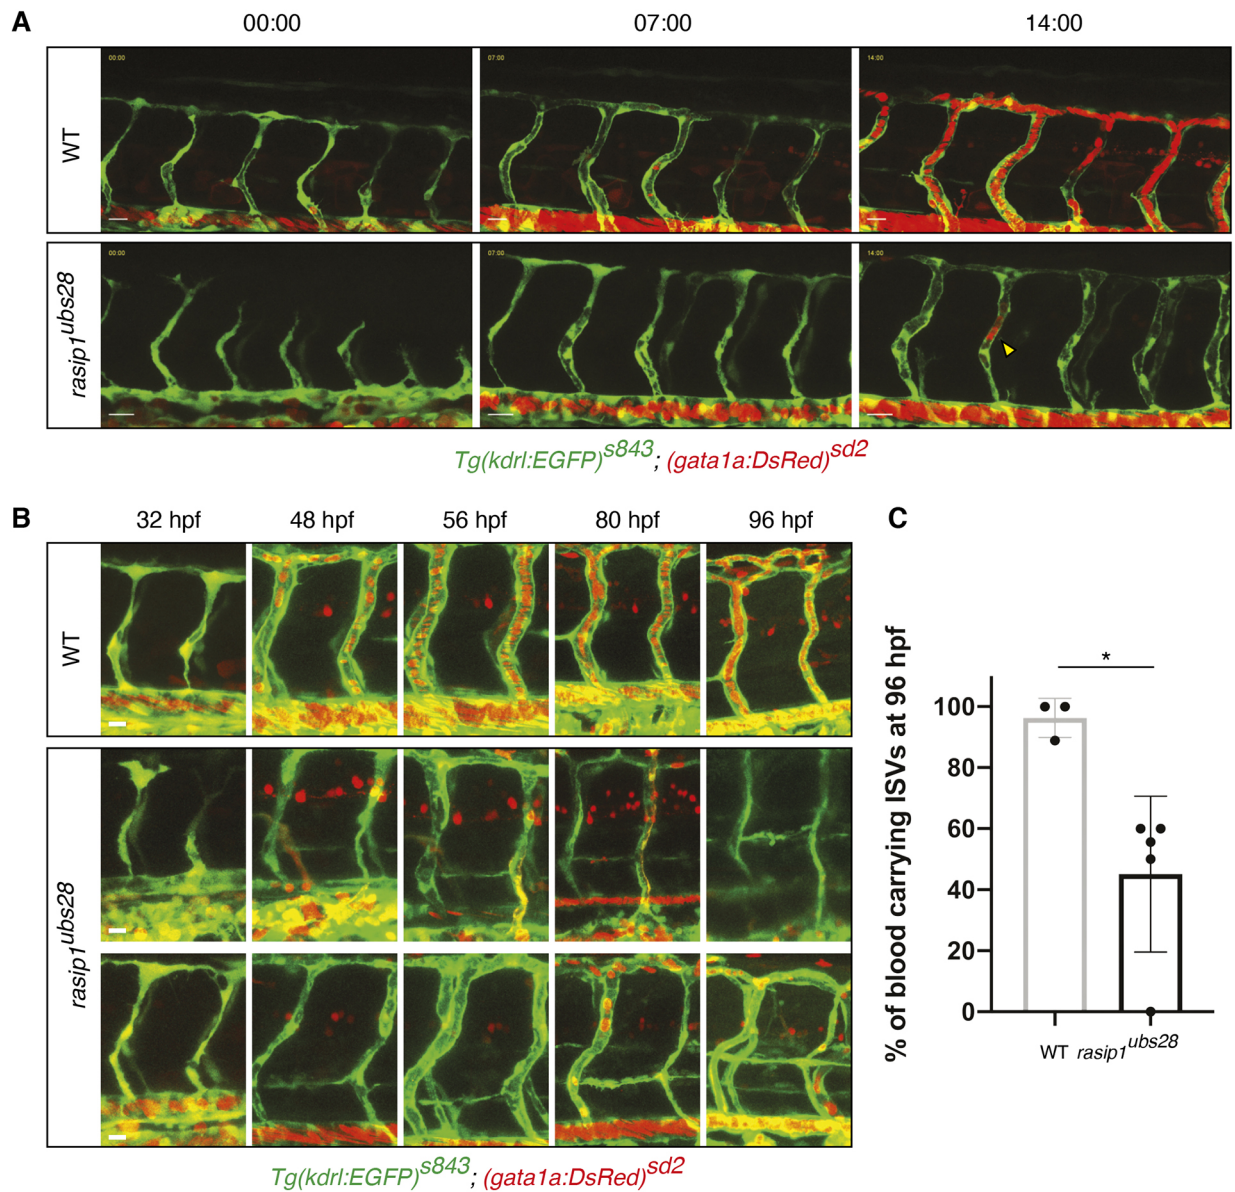 A
00:00 07:00 14:00
WT
00:00 07:00 14:00
rasip1ubs28
00:00 07:00 14:00
Tg(kdrl:EGFP)s843; (gata1a:DsRed)sd2
B
32 hpf 48 hpf 56 hpf 80 hpf 96 hpf
WT
rasip1ubs28
Tg(kdrl:EGFP)s843; (gata1a:DsRed)sd2
C
% of blood carrying ISVs at 96 hpf
*
100
80
60
40
20
0
WT rasip1ubs28